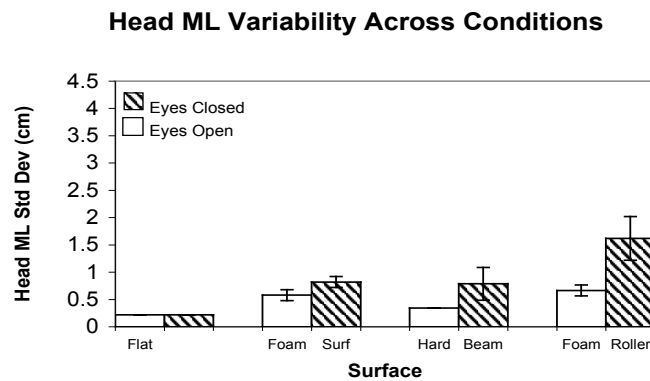 Head ML Variability Across Conditions
Head ML Std Dev (cm)
4.5
4
3.5
3
2.5
2
1.5
1
0.5
0
Eyes Closed
Eyes Open
Flat Foam Surf Hard Beam Foam Roller
Surface